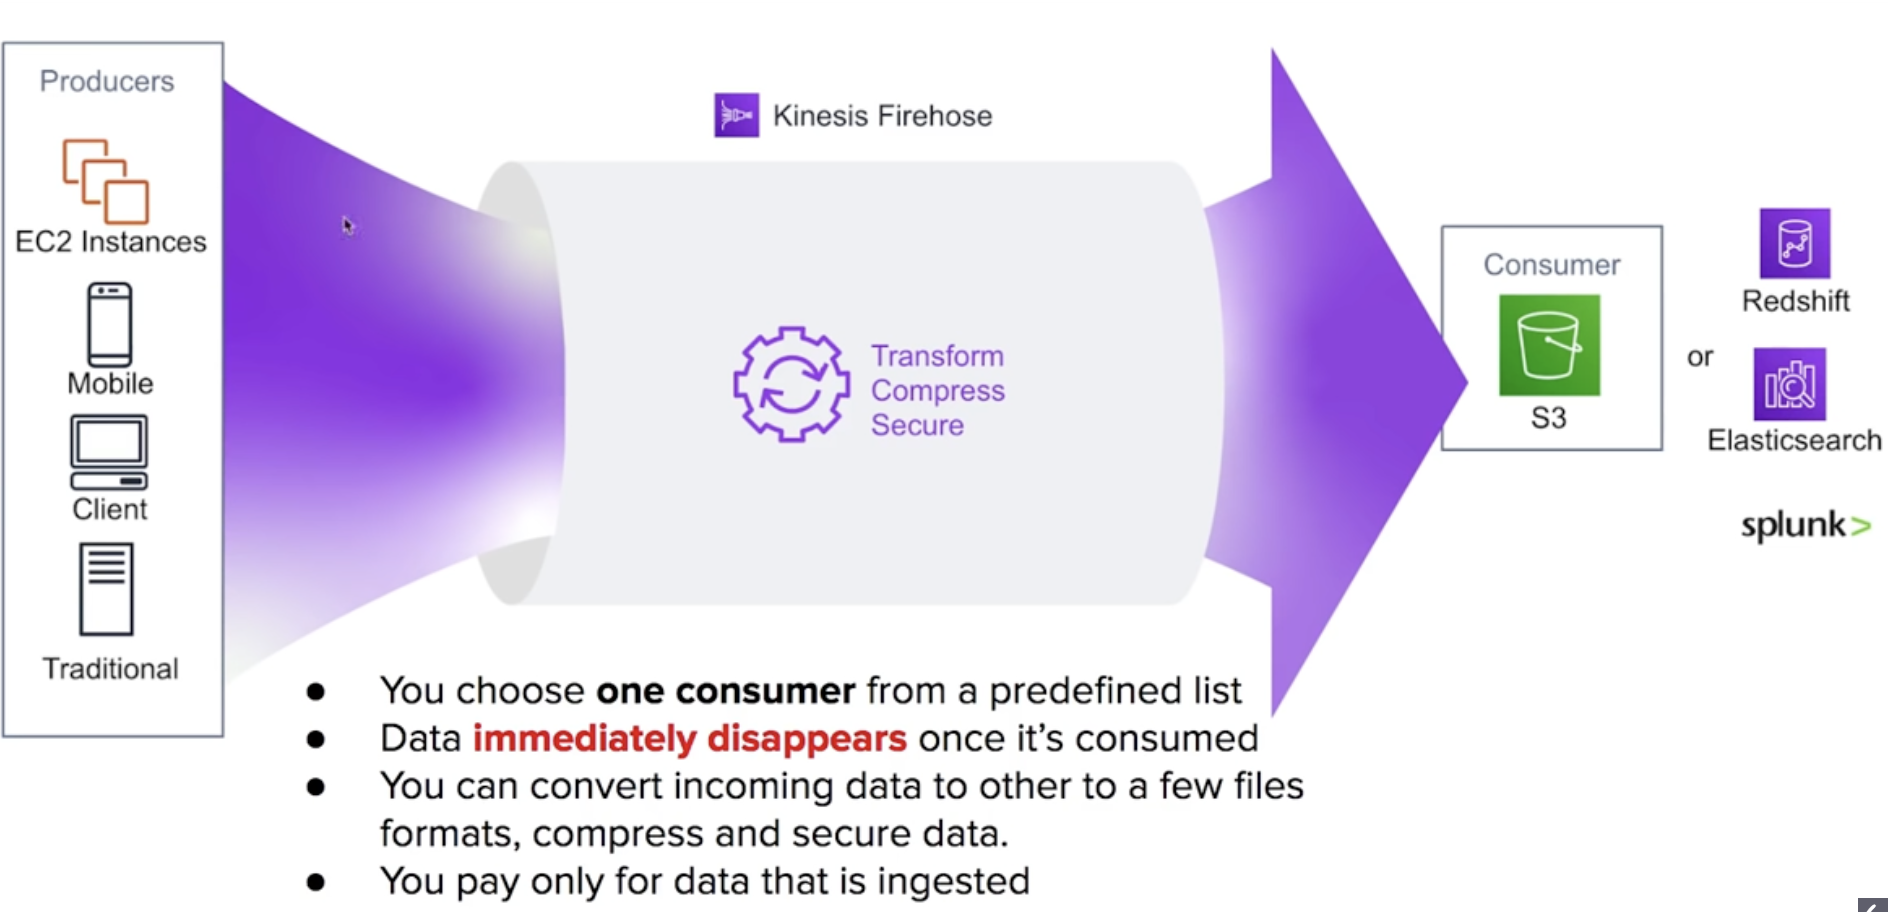 Producers
EC2 Instances
Mobile
Client
Traditional
Kinesis Firehose
Transform
Compress
Secure
Consumer
S3
or
Redshift
Elasticsearch
splunk>
● You choose one consumer from a predefined list
● Data immediately disappears once it’s consumed
● You can convert incoming data to other to a few files
formats, compress and secure data.
● You pay only for data that is ingested